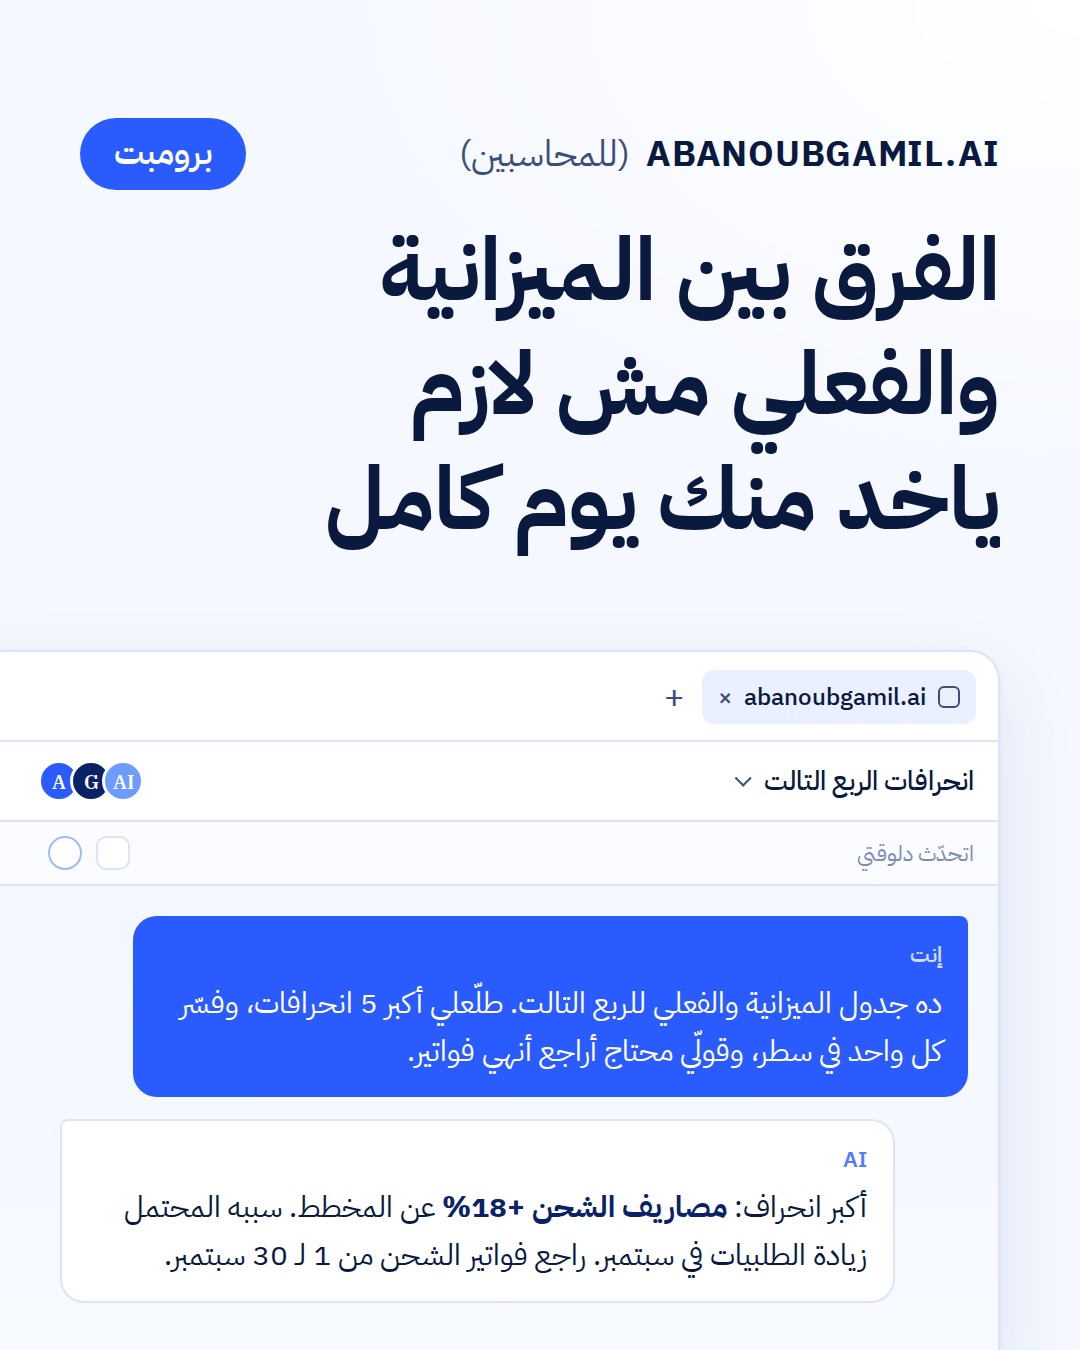 ABANOUBGAMIL.AI (للمحاسبين)
برومبت
الفرق بين الميزانية
والفعلي مش لازم
ياخد منك يوم كامل
abanoubgamil.ai × +
انحرافات الربع التالت
AI G A
اتحدّث دلوقتي
إنت
ده جدول الميزانية والفعلي للربع التالت. طلّعلي أكبر 5 انحرافات، وفسّر
كل واحد في سطر، وقولّي محتاج أراجع أنهي فواتير.
AI
أكبر انحراف: مصاريف الشحن +18% عن المخطط. سببه المحتمل
زيادة الطلبيات في سبتمبر. راجع فواتير الشحن من 1 لـ 30 سبتمبر.